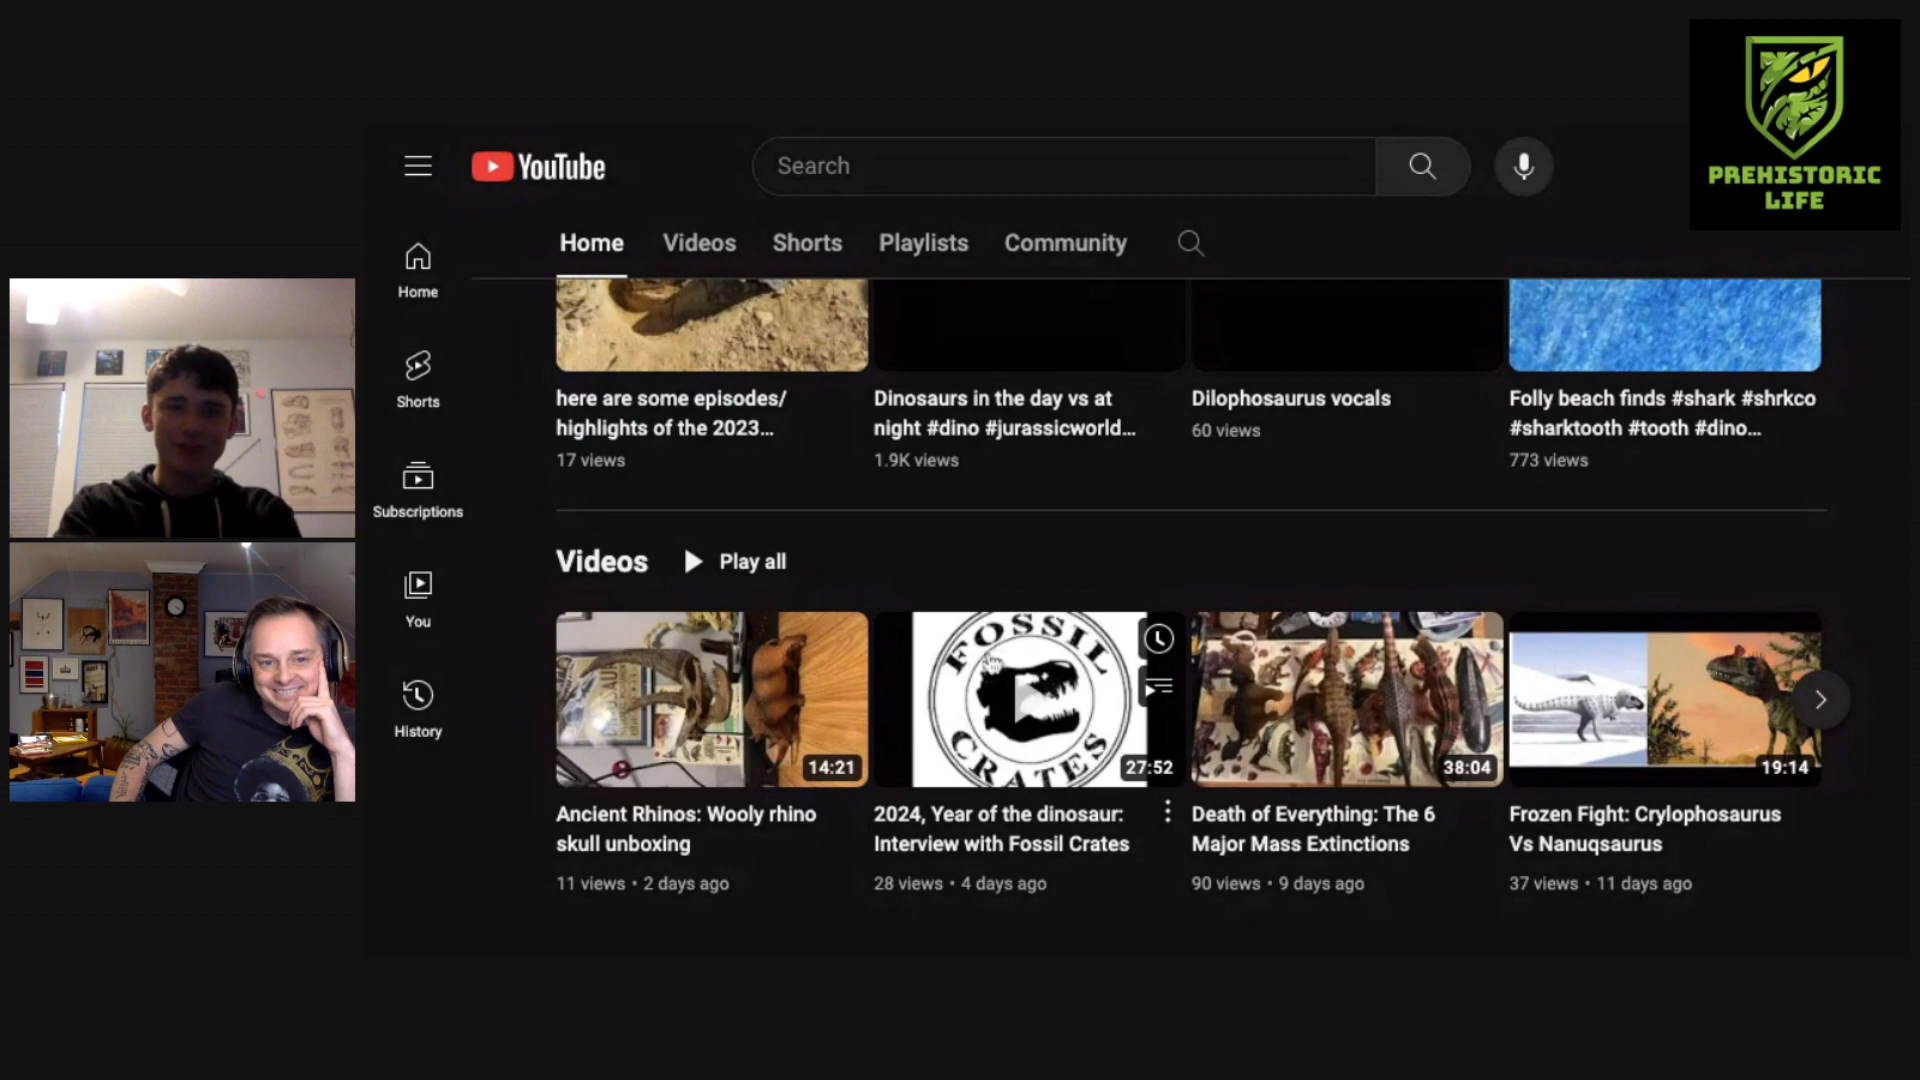 PREHISTORIC
LIFE
YouTube
Search
Home
Videos
Shorts
Playlists
Community
Home
Shorts
Subscriptions
You
History
here are some episodes/
highlights of the 2023...
17 views
Dinosaurs in the day vs at
night #dino #jurassicworld...
1.9K views
Dilophosaurus vocals
60 views
Folly beach finds #shark #shrkco
#sharktooth #tooth #dino...
773 views
Videos
Play all
14:21
FOSSIL
CRATES
27:52
38:04
19:14
Ancient Rhinos: Wooly rhino
skull unboxing
11 views • 2 days ago
2024, Year of the dinosaur:
Interview with Fossil Crates
28 views • 4 days ago
Death of Everything: The 6
Major Mass Extinctions
90 views • 9 days ago
Frozen Fight: Crylophosaurus
Vs Nanuqsaurus
37 views • 11 days ago